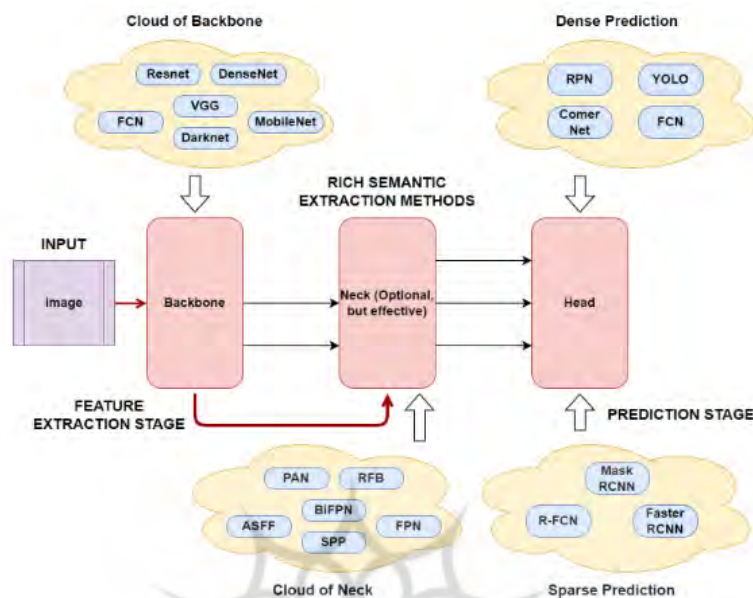 Cloud of Backbone
Dense Prediction
Resnet
DenseNet
VGG
FCN
MobileNet
Darknet
RPN
YOLO
Comer
Net
FCN
RICH SEMANTIC
EXTRACTION METHODS
INPUT
Image
Backbone
Neck (Optional,
but effective)
Head
FEATURE
EXTRACTION STAGE
PREDICTION STAGE
PAN
RFB
BiFPN
ASFF
FPN
SPP
Mask
RCNN
R-FCN
Faster
RCNN
Cloud of Neck
Sparse Prediction